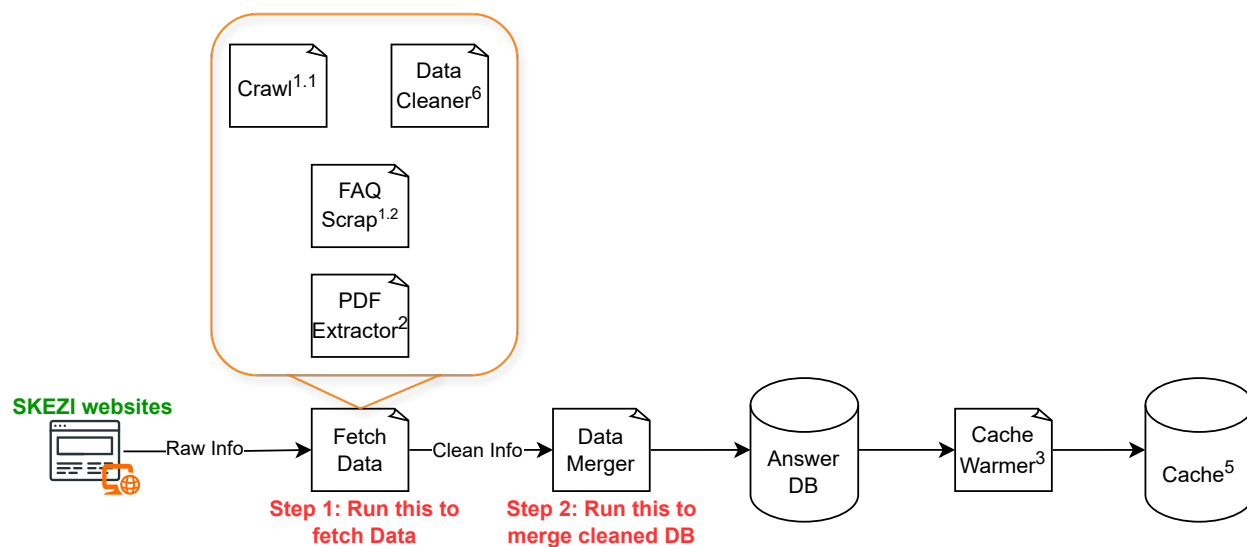 Crawl1.1
Data
Cleaner6
FAQ
Scrap1.2
PDF
Extractor2
SKEZI websites
Raw Info
Fetch
Data
Clean Info
Data
Merger
Answer
DB
Cache
Warmer3
Cache5
Step 1: Run this to
fetch Data
Step 2: Run this to
merge cleaned DB